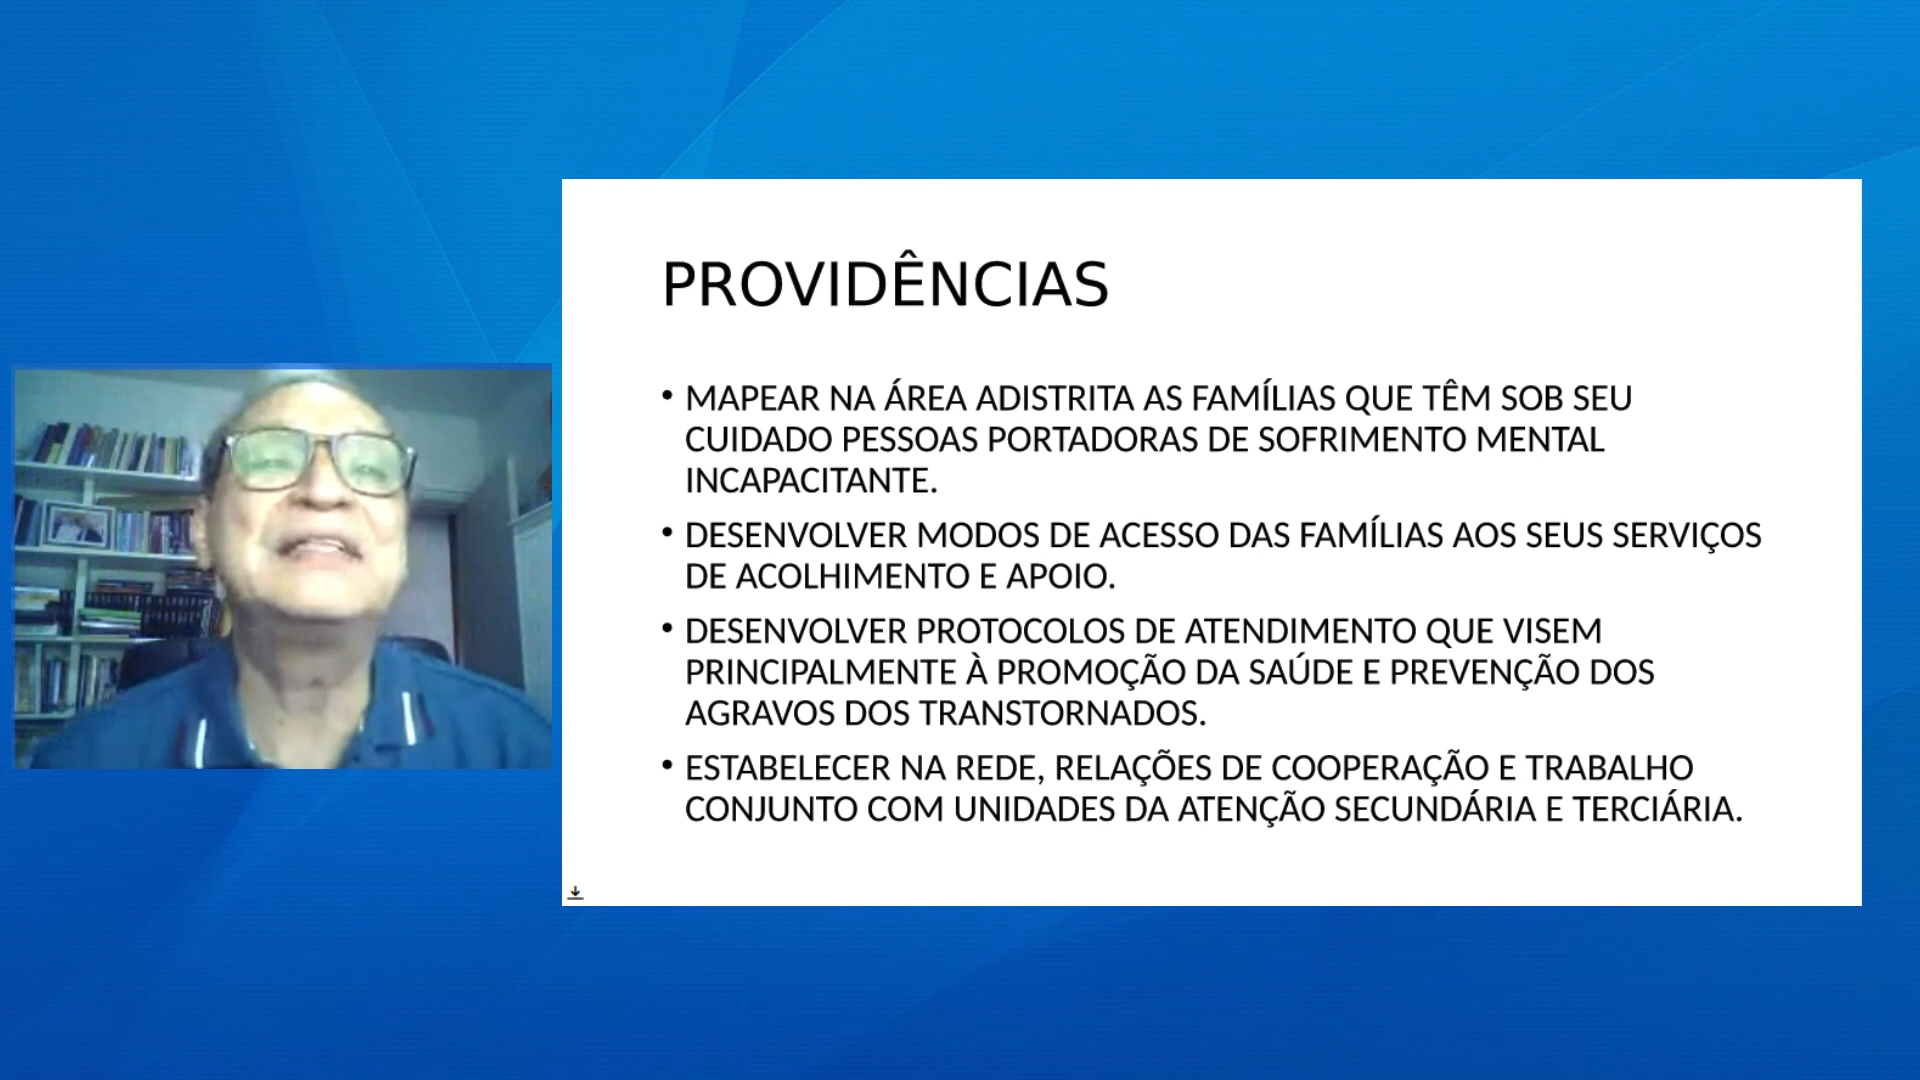 PROVIDÊNCIAS
• MAPEAR NA ÁREA ADISTRITA AS FAMÍLIAS QUE TÊM SOB SEU
CUIDADO PESSOAS PORTADORAS DE SOFRIMENTO MENTAL
INCAPACITANTE.
• DESENVOLVER MODOS DE ACESSO DAS FAMÍLIAS AOS SEUS SERVIÇOS
DE ACOLHIMENTO E APOIO.
• DESENVOLVER PROTOCOLOS DE ATENDIMENTO QUE VISEM
PRINCIPALMENTE À PROMOÇÃO DA SAÚDE E PREVENÇÃO DOS
AGRAVOS DOS TRANSTORNADOS.
• ESTABELECER NA REDE, RELAÇÕES DE COOPERAÇÃO E TRABALHO
CONJUNTO COM UNIDADES DA ATENÇÃO SECUNDÁRIA E TERCIÁRIA.